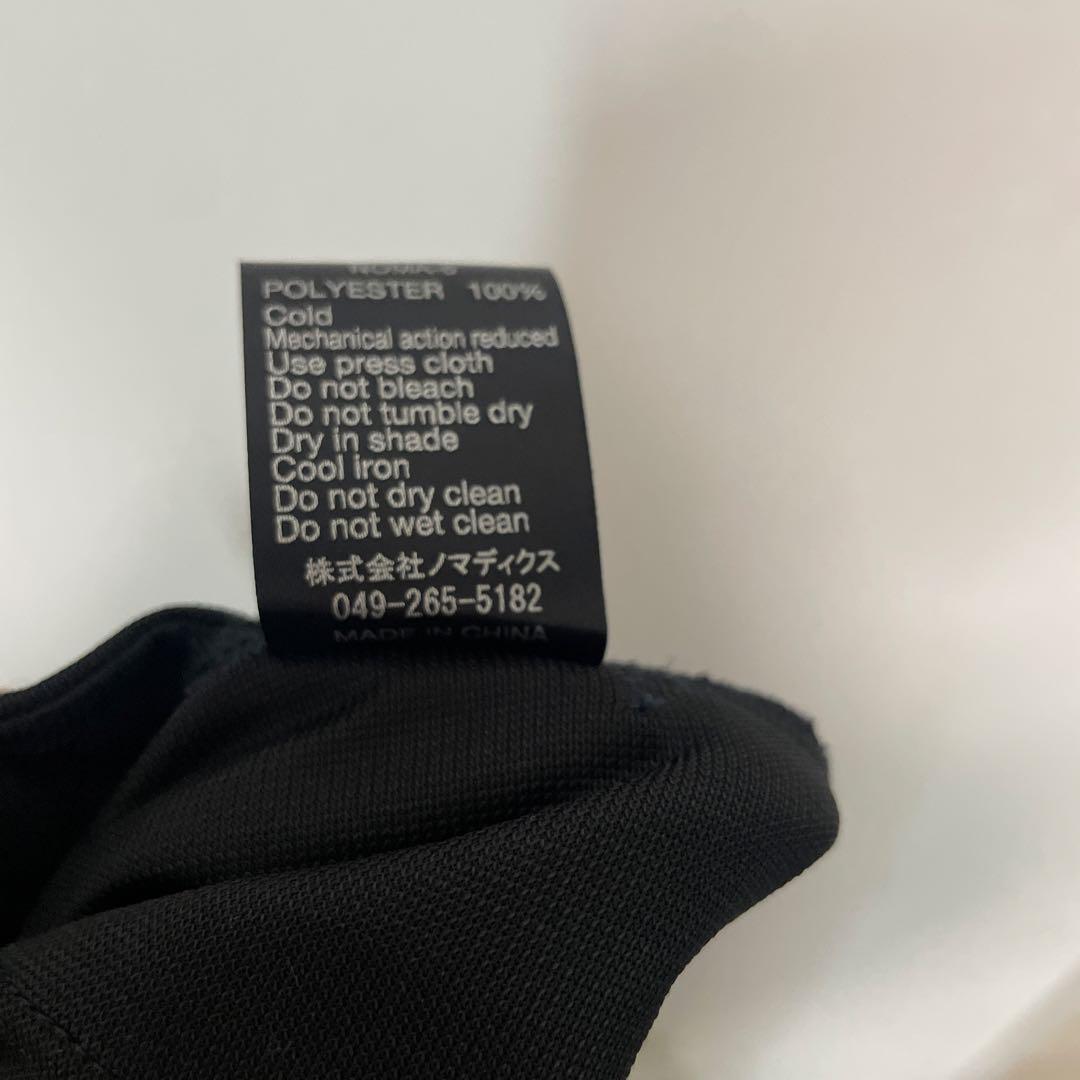 POLYESTER 100%
Cold
Mechanical action reduced
Use press cloth
Do not bleach
Do not tumble dry
Dry in shade
Cool iron
Do not dry clean
Do not wet clean
株式会社ノマディクス
049-265-5182
MADE IN CHINA